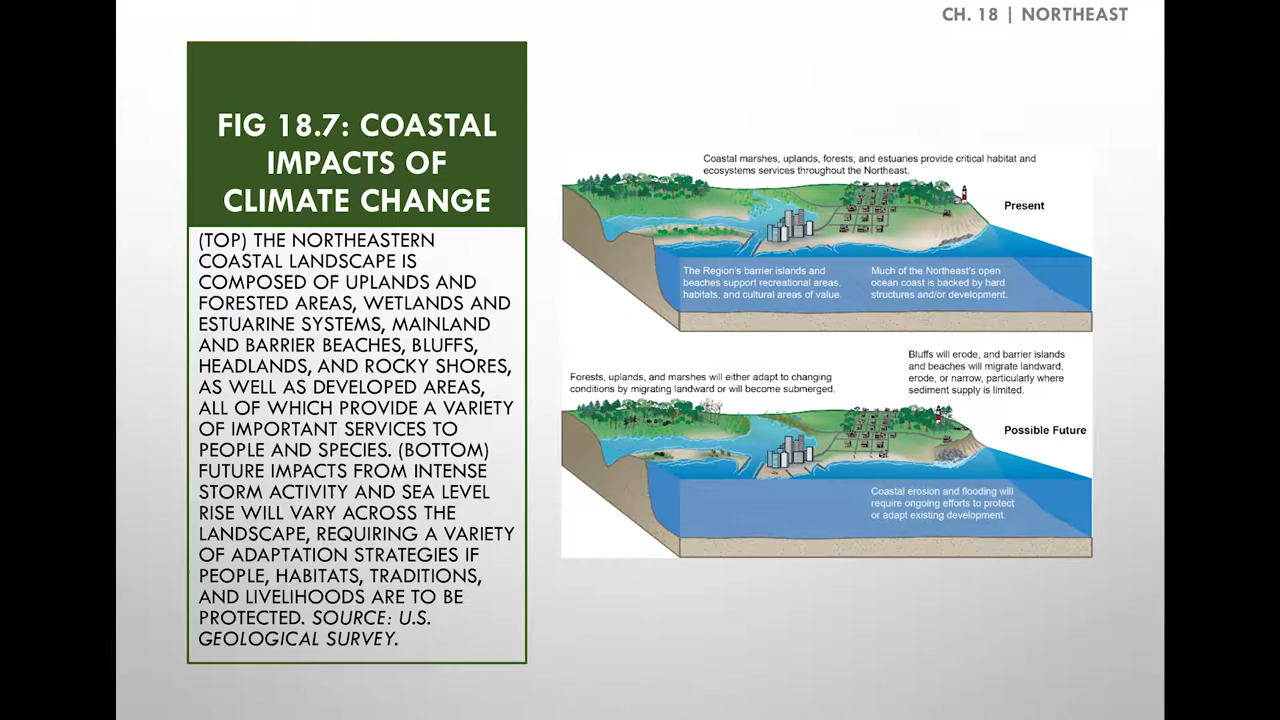 CH. 18 | NORTHEAST
FIG 18.7: COASTAL
IMPACTS OF
CLIMATE CHANGE
(TOP) THE NORTHEASTERN
COASTAL LANDSCAPE IS
COMPOSED OF UPLANDS AND
FORESTED AREAS, WETLANDS AND
ESTUARINE SYSTEMS, MAINLAND
AND BARRIER BEACHES, BLUFFS,
HEADLANDS, AND ROCKY SHORES,
AS WELL AS DEVELOPED AREAS,
ALL OF WHICH PROVIDE A VARIETY
OF IMPORTANT SERVICES TO
PEOPLE AND SPECIES. (BOTTOM)
FUTURE IMPACTS FROM INTENSE
STORM ACTIVITY AND SEA LEVEL
RISE WILL VARY ACROSS THE
LANDSCAPE, REQUIRING A VARIETY
OF ADAPTATION STRATEGIES IF
PEOPLE, HABITATS, TRADITIONS,
AND LIVELIHOODS ARE TO BE
PROTECTED. SOURCE: U.S.
GEOLOGICAL SURVEY.
Coastal marshes, uplands, forests, and estuaries provide critical habitat and
ecosystems services throughout the Northeast.
Present
The Region's barrier islands and
beaches support recreational areas,
habitats, and cultural areas of value.
Much of the Northeast's open
ocean coast is backed by hard
structures and/or development.
Bluffs will erode, and barrier islands
and beaches will migrate landward,
erode, or narrow, particularly where
sediment supply is limited.
Forests, uplands, and marshes will either adapt to changing
conditions by migrating landward or will become submerged.
Possible Future
Coastal erosion and flooding will
require ongoing efforts to protect
or adapt existing development.